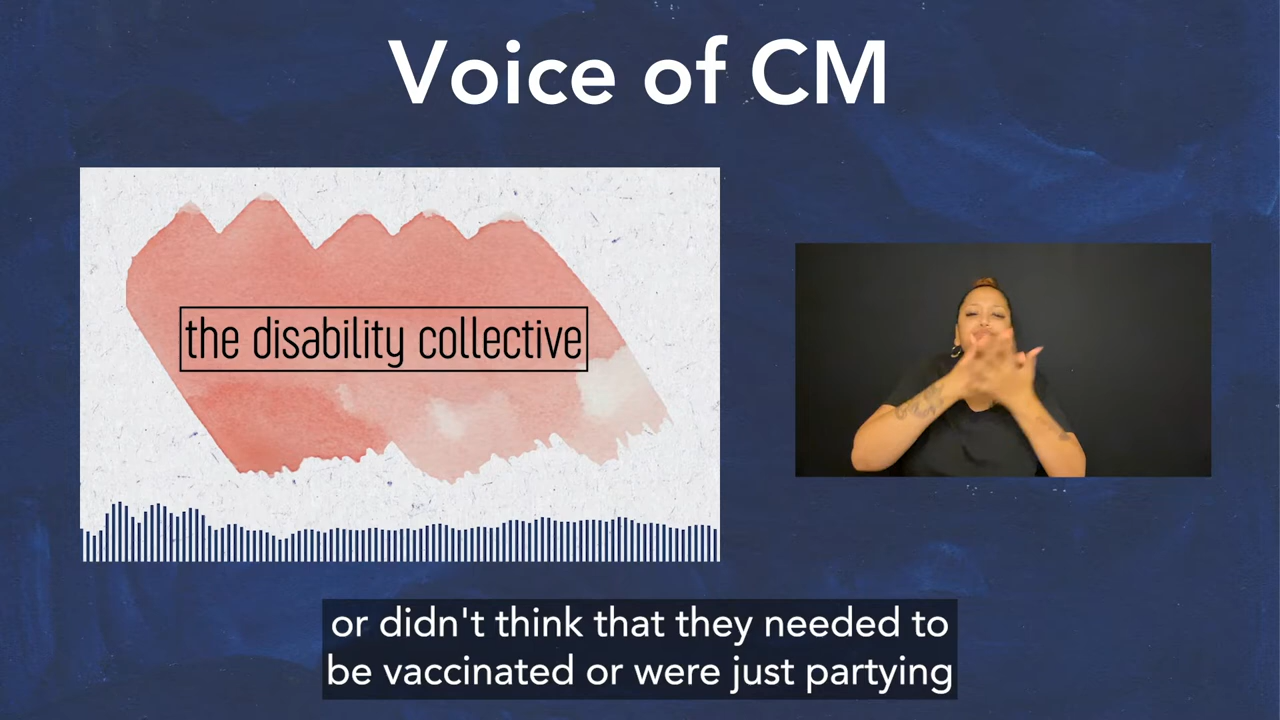 Voice of CM
the disability collective
or didn't think that they needed to
be vaccinated or were just partying